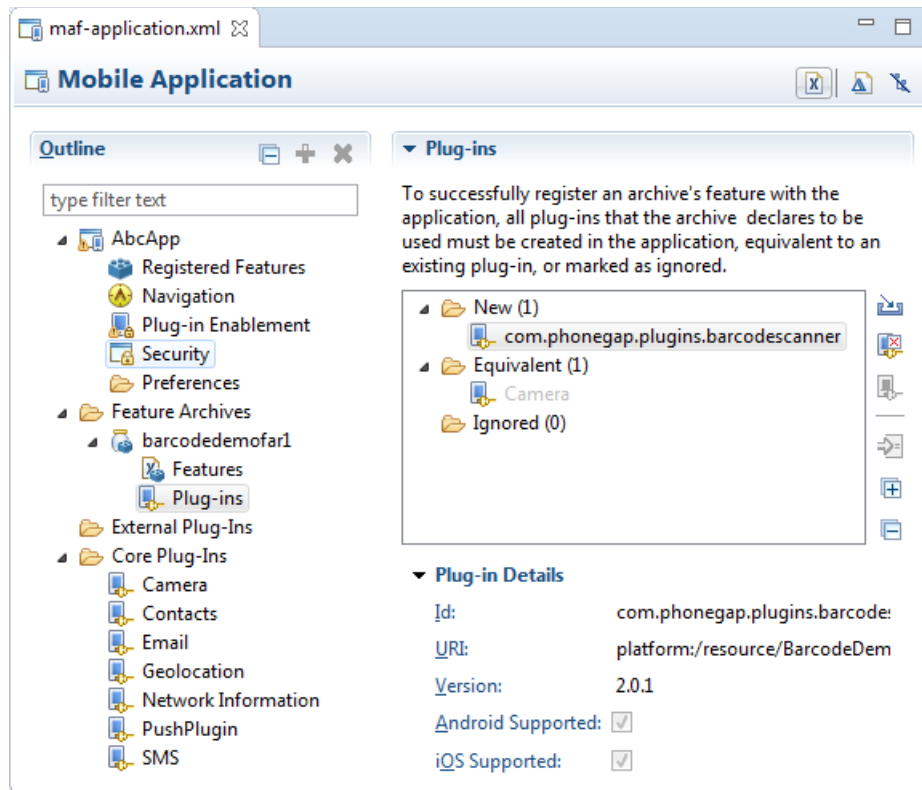 maf-application.xml
Mobile Application
Outline
type filter text
AbcApp
Registered Features
Navigation
Plug-in Enablement
Security
Preferences
Feature Archives
barcodedemofar1
Features
Plug-ins
External Plug-Ins
Core Plug-Ins
Camera
Contacts
Email
Geolocation
Network Information
PushPlugin
SMS
Plug-ins
To successfully register an archive's feature with the
application, all plug-ins that the archive declares to be
used must be created in the application, equivalent to an
existing plug-in, or marked as ignored.
New (1)
com.phonegap.plugins.barcodescanner
Equivalent (1)
Camera
Ignored (0)
Plug-in Details
Id: com.phonegap.plugins.barcodes
URI: platform:/resource/BarcodeDem
Version: 2.0.1
Android Supported:
iOS Supported: